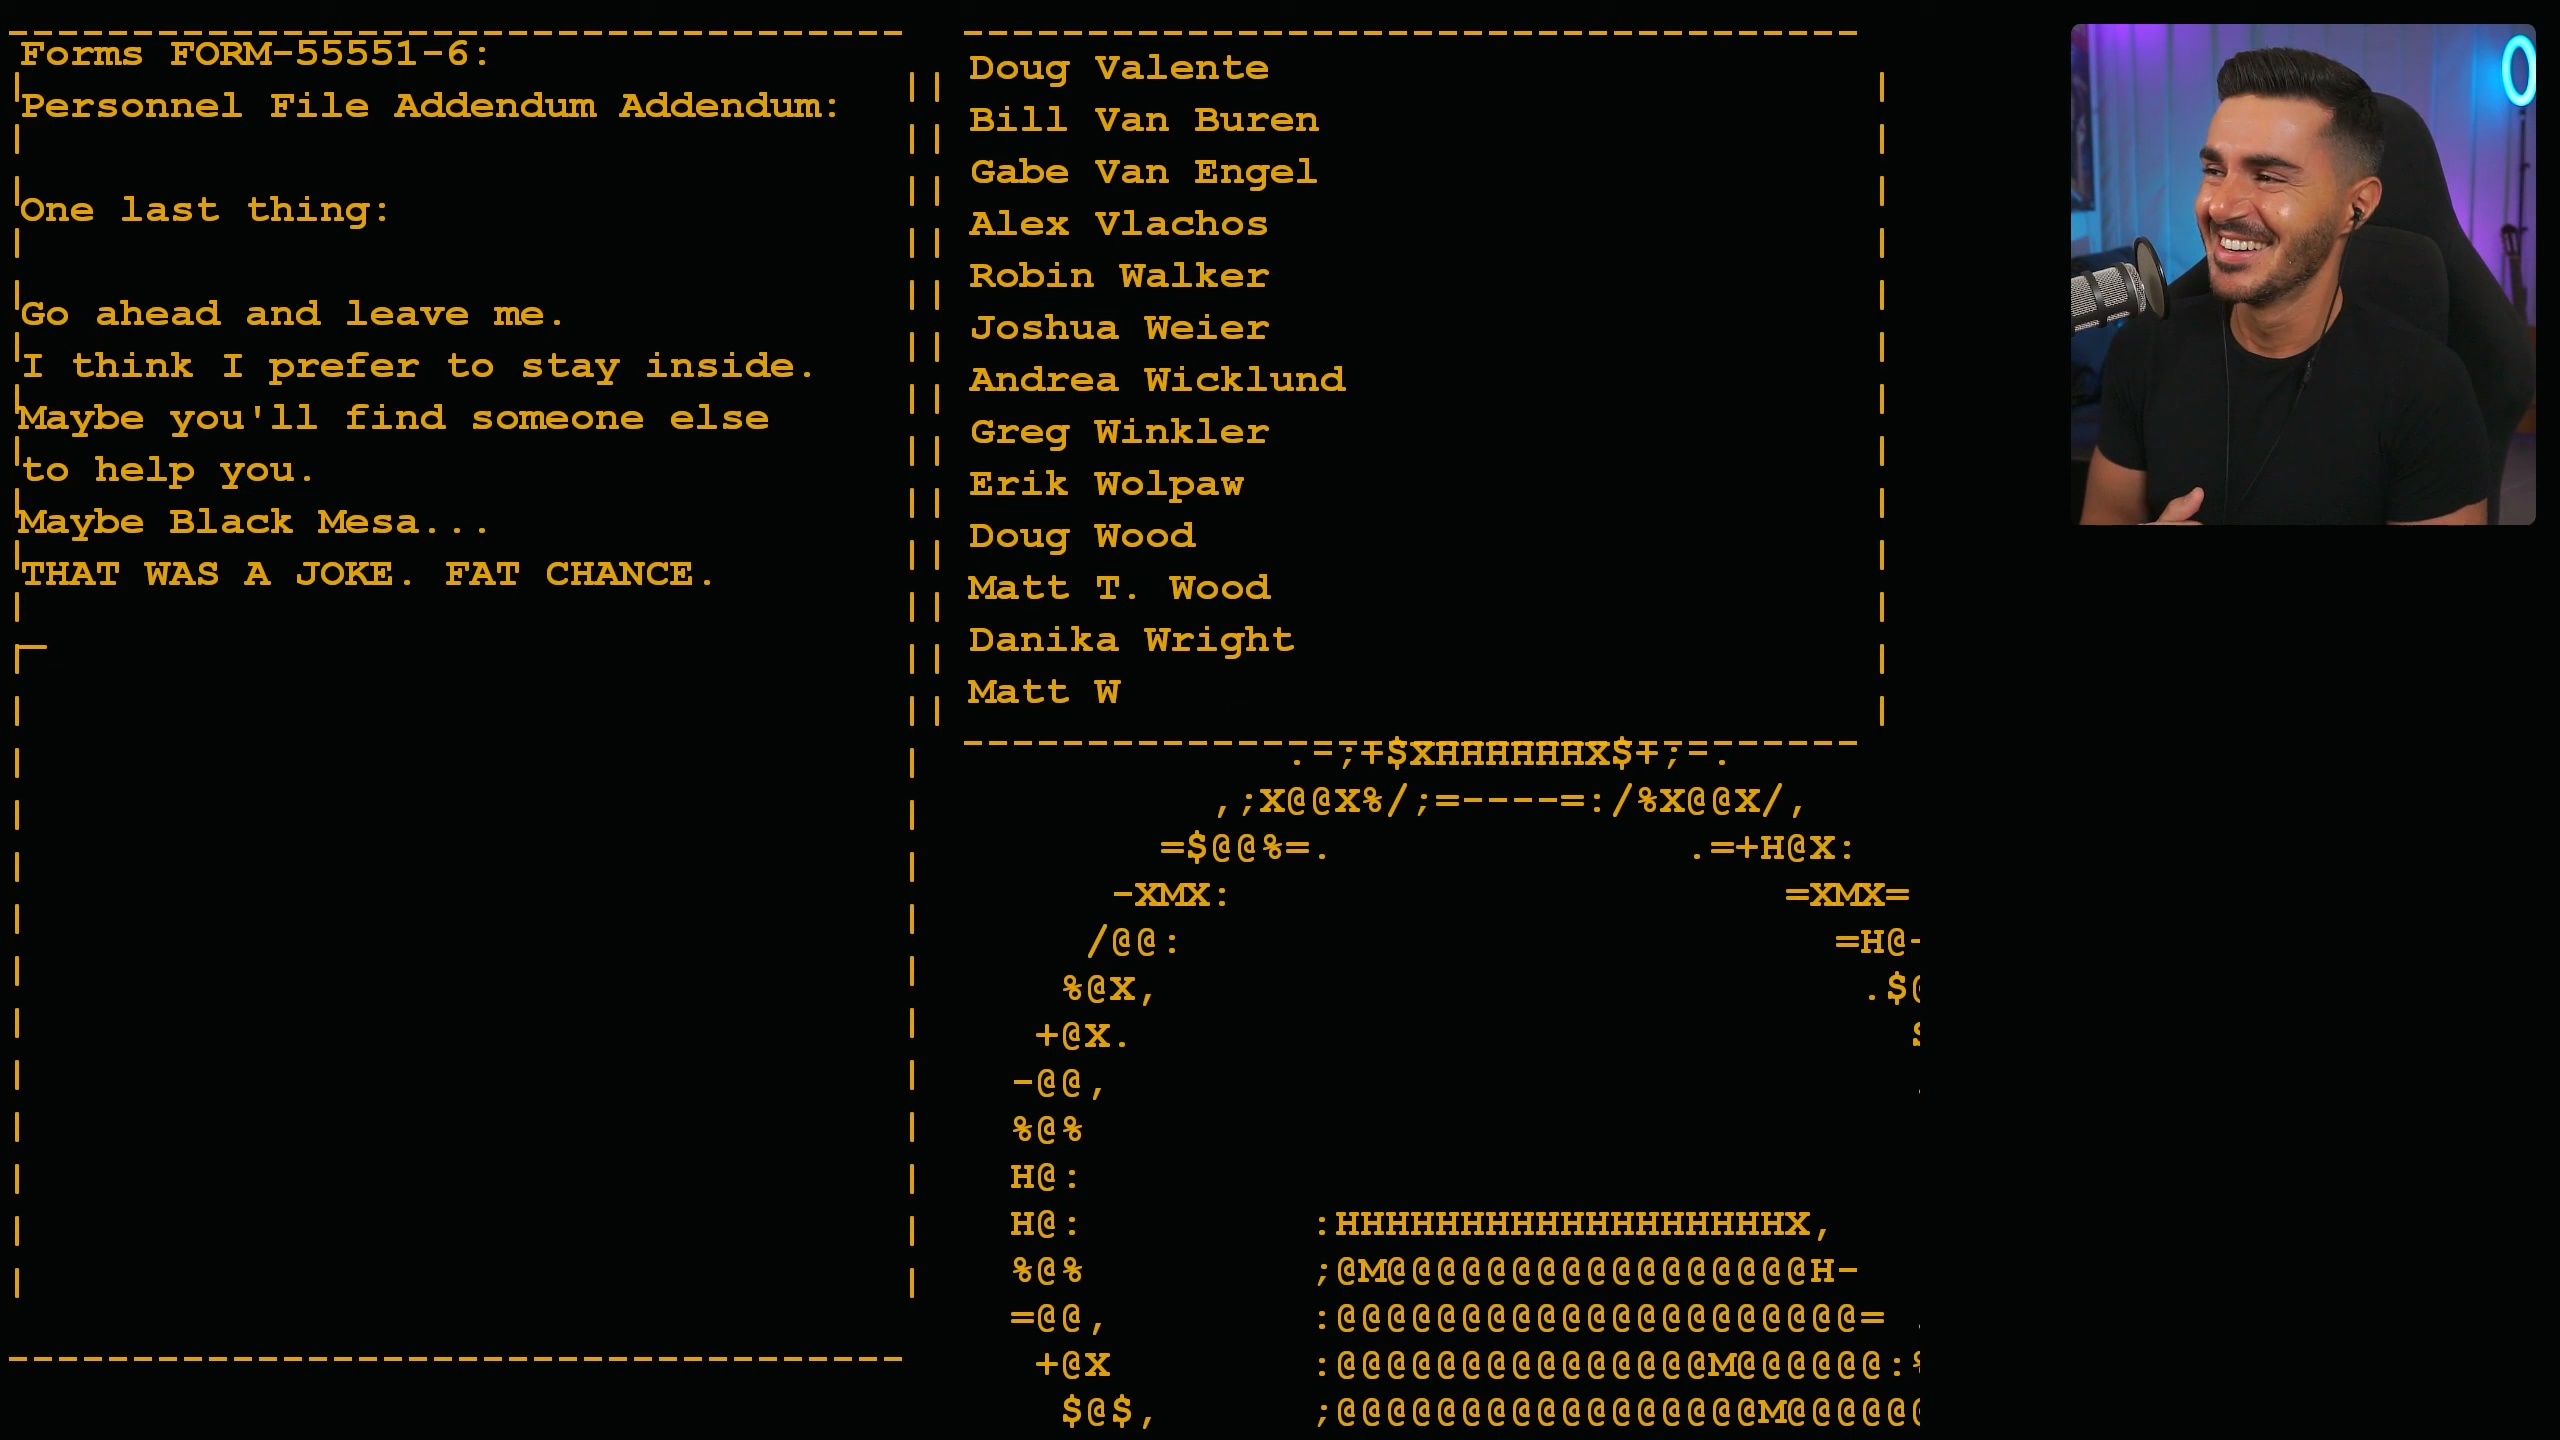 Forms FORM-55551-6:
Personnel File Addendum Addendum:
One last thing:
Go ahead and leave me.
I think I prefer to stay inside.
Maybe you'll find someone else
to help you.
Maybe Black Mesa...
THAT WAS A JOKE. FAT CHANCE.
Doug Valente
Bill Van Buren
Gabe Van Engel
Alex Vlachos
Robin Walker
Joshua Weier
Andrea Wicklund
Greg Winkler
Erik Wolpaw
Doug Wood
Matt T. Wood
Danika Wright
Matt W